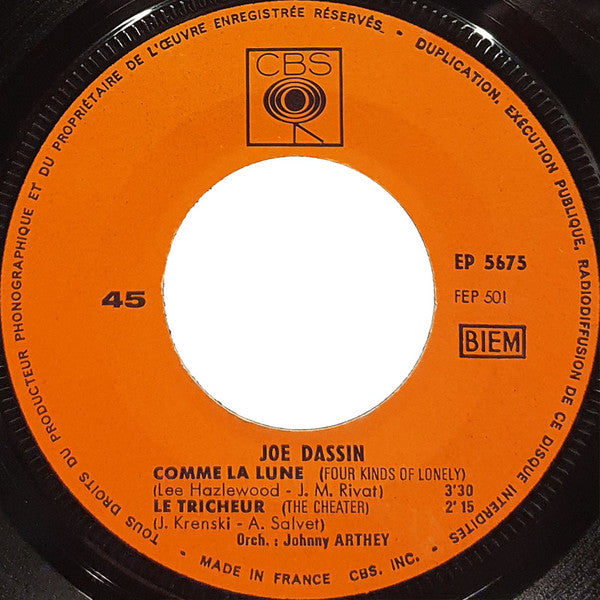 TOUS DROITS DU PRODUCTEUR PHONOGRAPHIQUE ET DU PROPRIÉTAIRE DE L'ŒUVRE ENREGISTRÉE RÉSERVÉS. - DUPLICATION, EXÉCUTION PUBLIQUE, RADIODIFFUSION DE CE DISQUE INTERDITES -
CBS
EP 5675
45
FEP 501
BIEM
JOE DASSIN
COMME LA LUNE (FOUR KINDS OF LONELY)
(Lee Hazlewood - J. M. Rivat) 3'30
LE TRICHEUR (THE CHEATER) 2'15
(J. Krenski - A. Salvet)
Orch. : Johnny ARTHEY
- MADE IN FRANCE CBS, INC. -